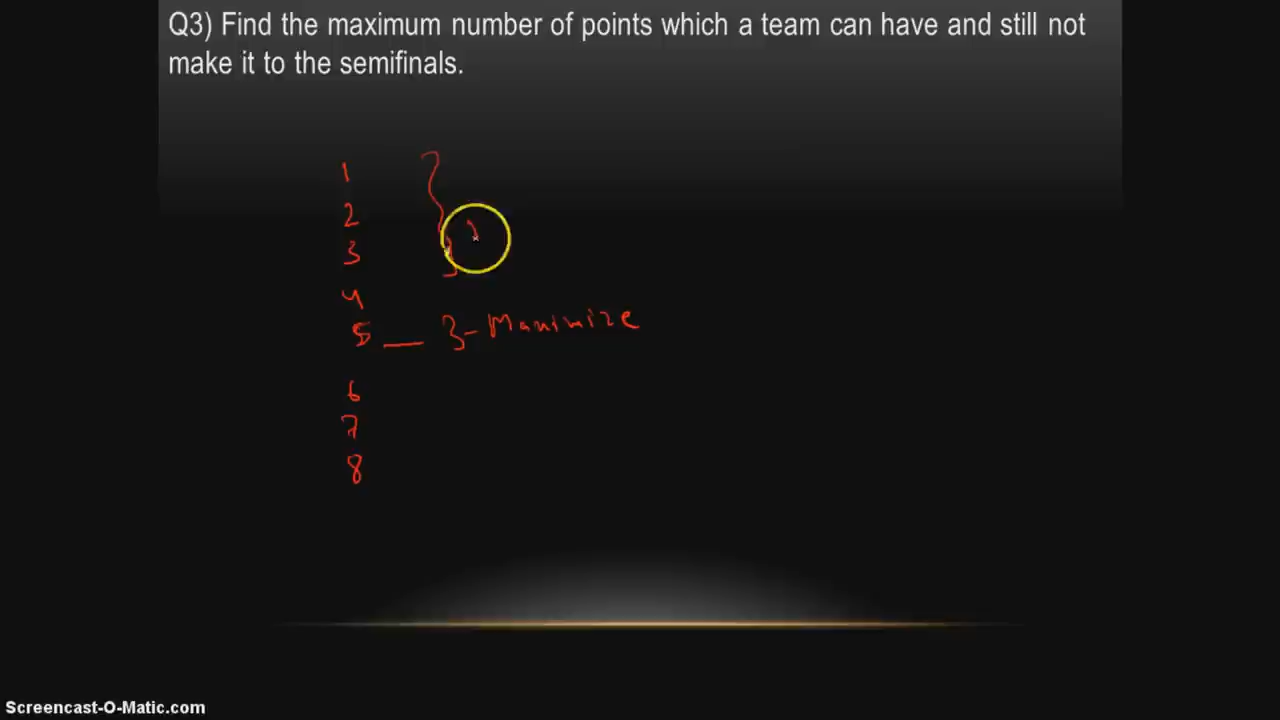 Q3) Find the maximum number of points which a team can have and still not
make it to the semifinals.
1
2
3
4
5 — 3-Maximize
6
7
8
Screencast-O-Matic.com